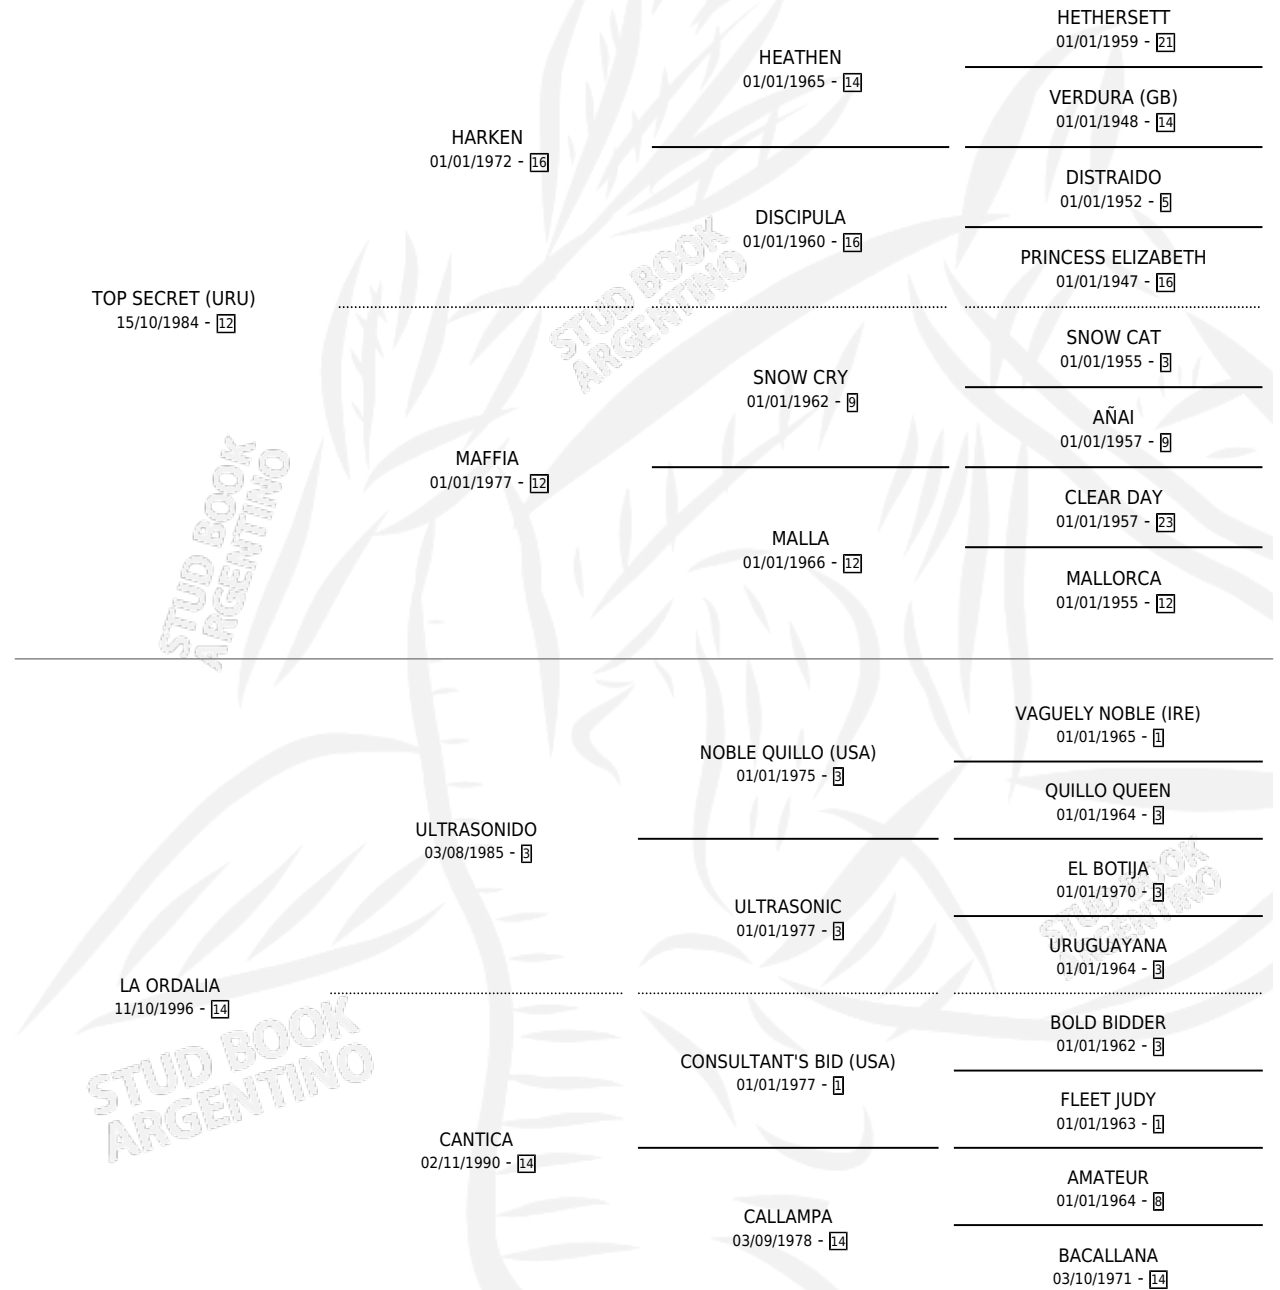 HETHERSETT
01/01/1959 - 21
HEATHEN
01/01/1965 - 14
VERDURA (GB)
01/01/1948 - 14
HARKEN
01/01/1972 - 16
DISTRAIDO
01/01/1952 - 5
DISCIPULA
01/01/1960 - 16
PRINCESS ELIZABETH
01/01/1947 - 16
TOP SECRET (URU)
15/10/1984 - 12
SNOW CAT
01/01/1955 - 3
SNOW CRY
01/01/1962 - 9
AÑAI
01/01/1957 - 9
MAFFIA
01/01/1977 - 12
CLEAR DAY
01/01/1957 - 23
MALLA
01/01/1966 - 12
MALLORCA
01/01/1955 - 12
VAGUELY NOBLE (IRE)
01/01/1965 - 1
NOBLE QUILLO (USA)
01/01/1975 - 3
QUILLO QUEEN
01/01/1964 - 3
ULTRASONIDO
03/08/1985 - 3
EL BOTIJA
01/01/1970 - 3
ULTRASONIC
01/01/1977 - 3
URUGUAYANA
01/01/1964 - 3
LA ORDALIA
11/10/1996 - 14
BOLD BIDDER
01/01/1962 - 3
CONSULTANT'S BID (USA)
01/01/1977 - 1
FLEET JUDY
01/01/1963 - 1
CANTICA
02/11/1990 - 14
AMATEUR
01/01/1964 - 8
CALLAMPA
03/09/1978 - 14
BACALLANA
03/10/1971 - 14
STUD BOOK
ARGENTINO
STUD BOOK
ARGENTINO
STUD BOOK
ARGENTINO
STUD BOOK
ARGENTINO